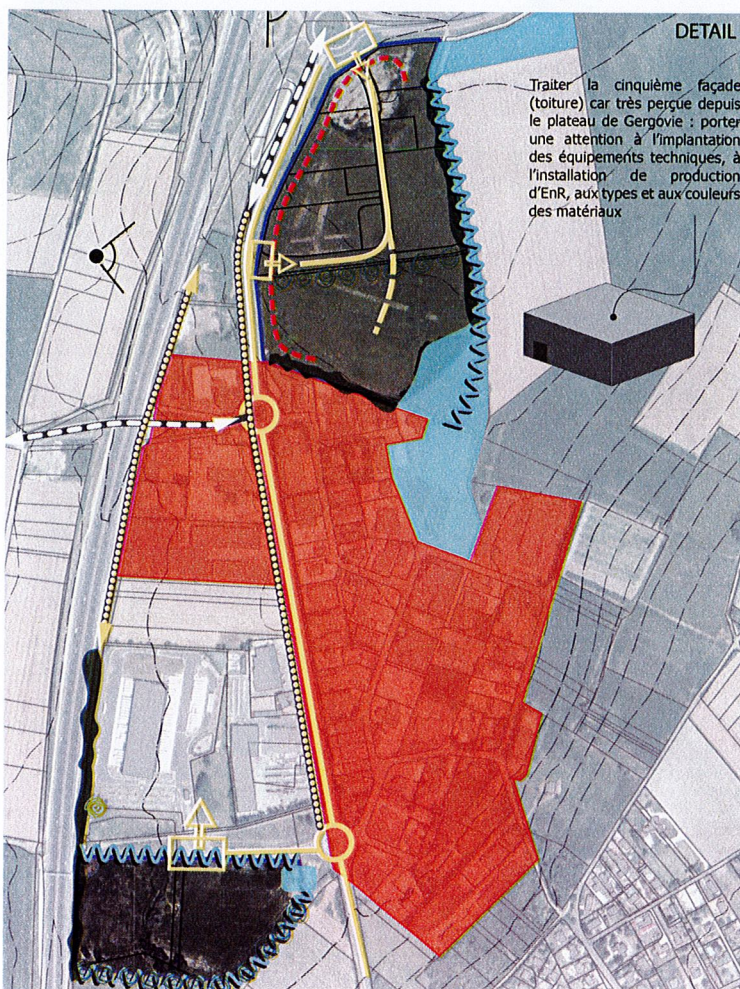 DETAIL
Traiter la cinquième façade
(toiture) car très perçue depuis
le plateau de Gergovie : porter
une attention à l'implantation
des équipements techniques, à
l'installation de production
d'EnR, aux types et aux couleurs
des matériaux